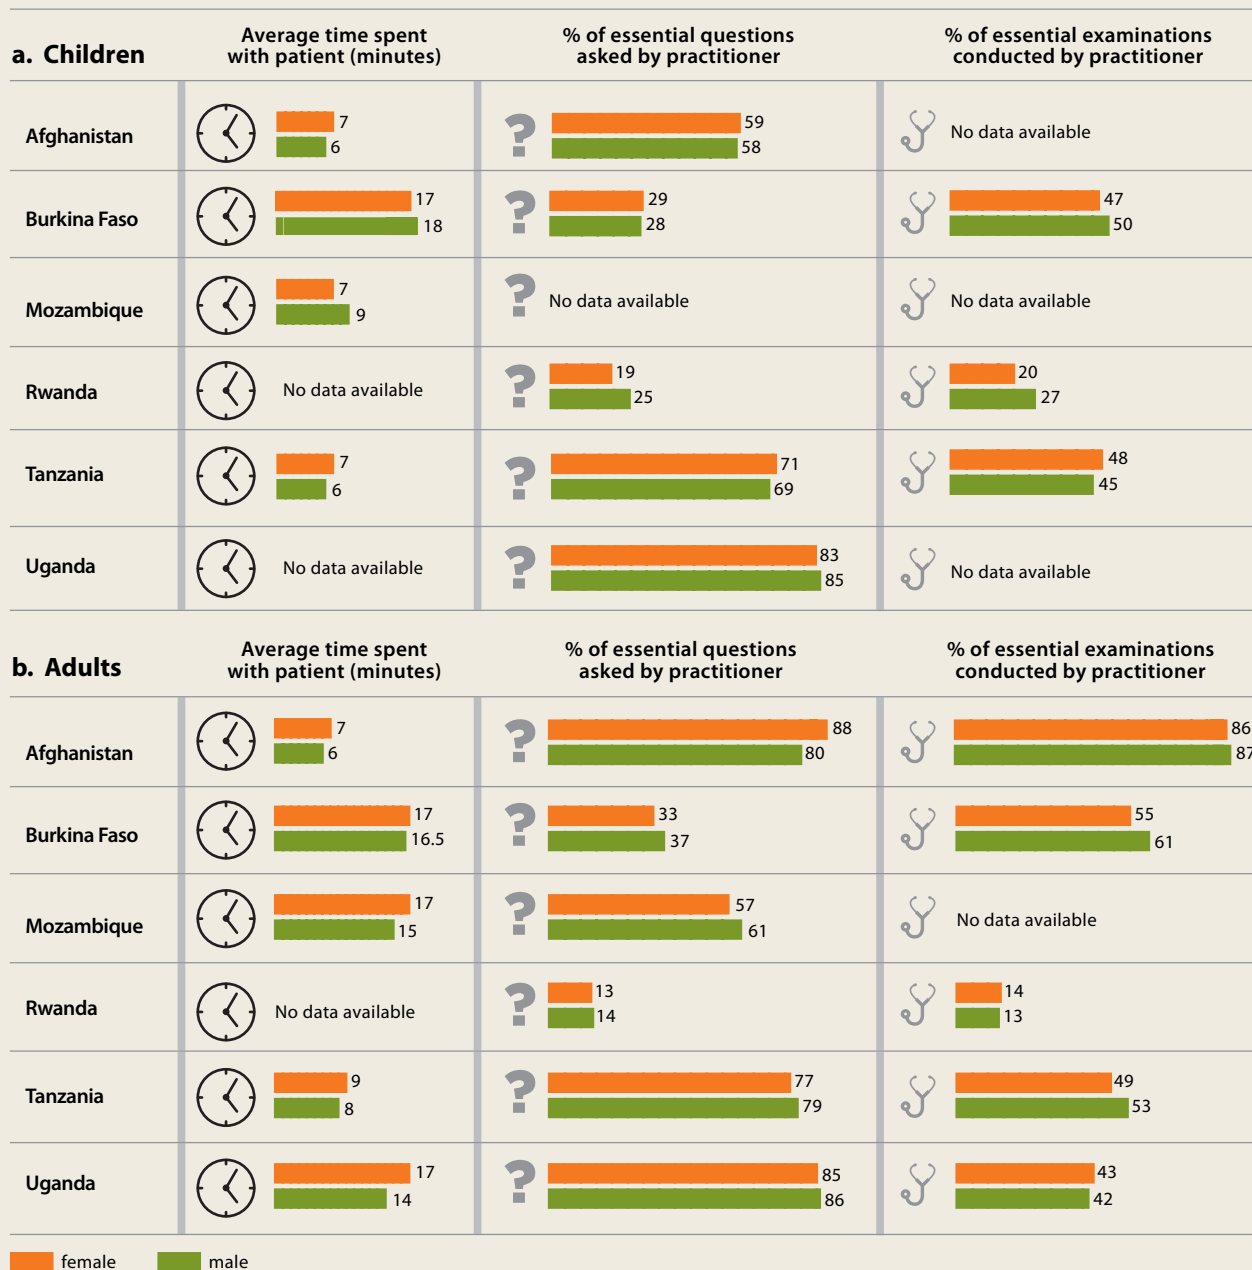 a. Children
Average time spent
with patient (minutes)
% of essential questions
asked by practitioner
% of essential examinations
conducted by practitioner
Afghanistan
7
6
?
59
58
No data available
Burkina Faso
17
18
?
29
28
47
50
Mozambique
7
9
?
No data available
No data available
Rwanda
No data available
?
19
25
20
27
Tanzania
7
6
?
71
69
48
45
Uganda
No data available
?
83
85
No data available
b. Adults
Average time spent
with patient (minutes)
% of essential questions
asked by practitioner
% of essential examinations
conducted by practitioner
Afghanistan
7
6
?
88
80
86
87
Burkina Faso
17
16.5
?
33
37
55
61
Mozambique
17
15
?
57
61
No data available
Rwanda
No data available
?
13
14
14
13
Tanzania
9
8
?
77
79
49
53
Uganda
17
14
?
85
86
43
42
female
male